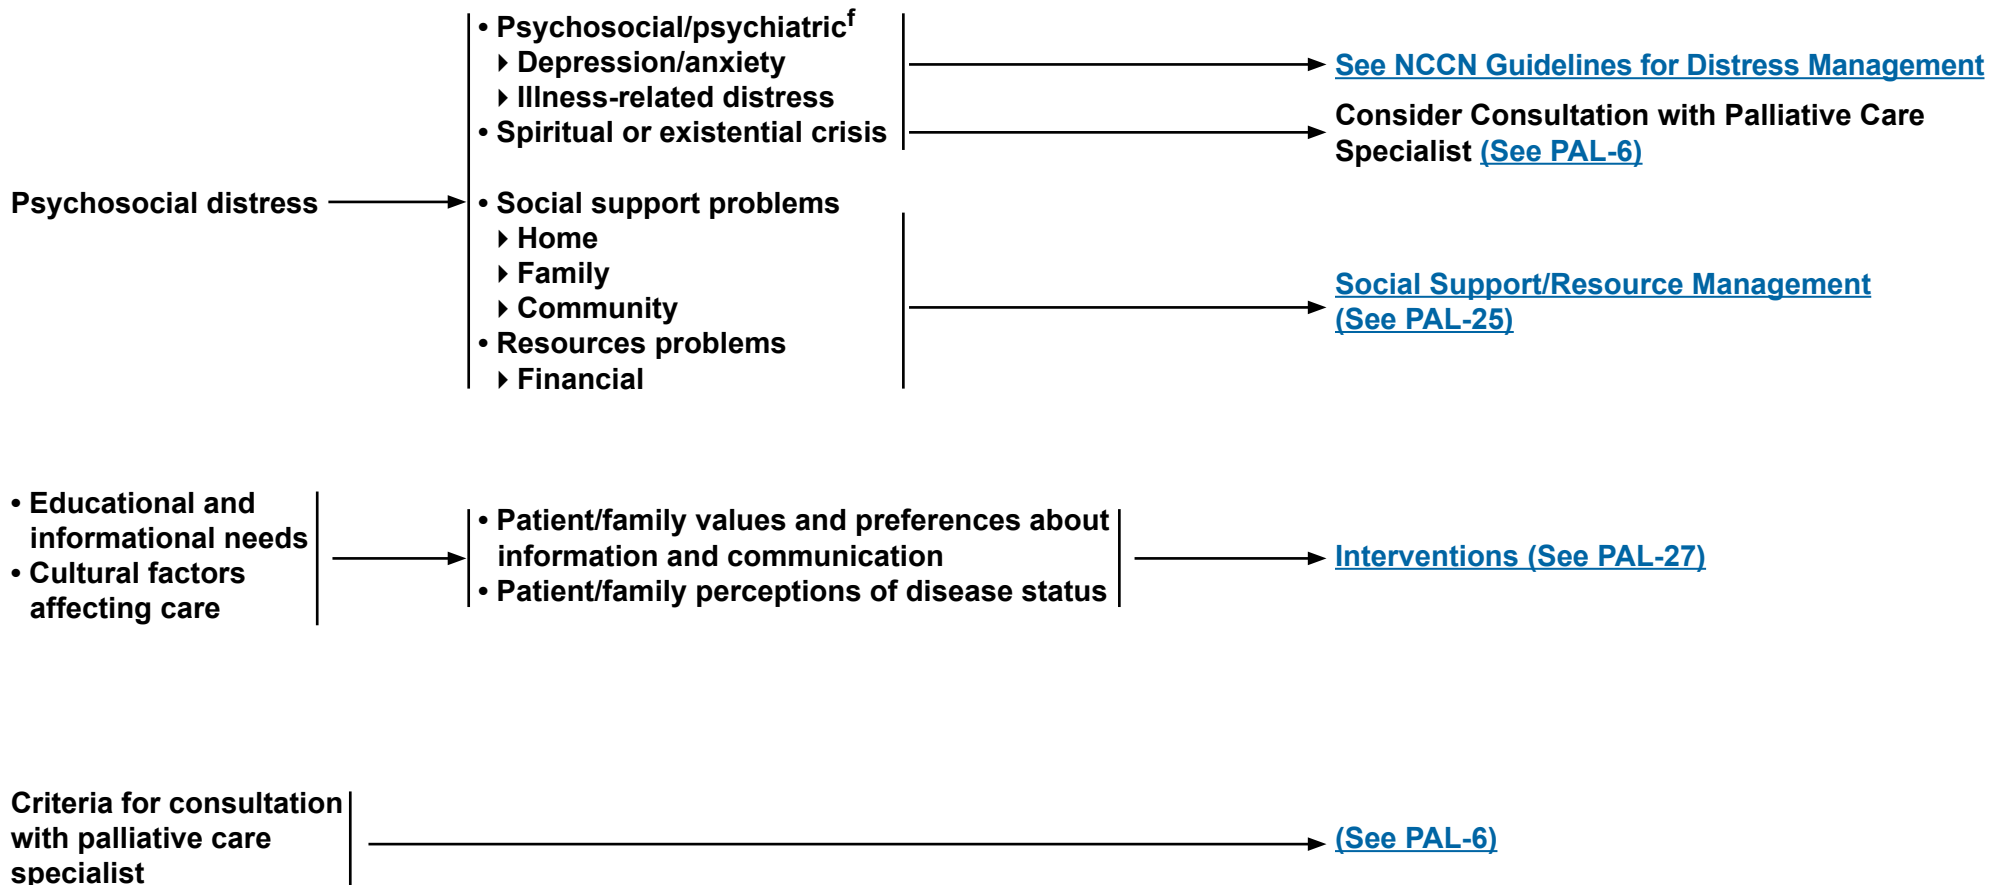 • Psychosocial/psychiatricf
▸ Depression/anxiety
▸ Illness-related distress
• Spiritual or existential crisis
See NCCN Guidelines for Distress Management
Consider Consultation with Palliative Care
Specialist (See PAL-6)
Psychosocial distress
• Social support problems
▸ Home
▸ Family
▸ Community
• Resources problems
▸ Financial
Social Support/Resource Management
(See PAL-25)
• Educational and
informational needs
• Cultural factors
affecting care
• Patient/family values and preferences about
information and communication
• Patient/family perceptions of disease status
Interventions (See PAL-27)
Criteria for consultation
with palliative care
specialist
(See PAL-6)